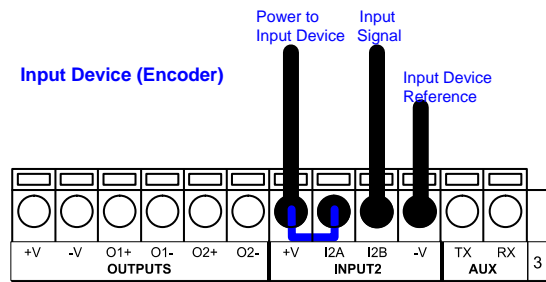 Power to
Input Device
Input
Signal
Input Device (Encoder)
Input Device
Reference
+V -V O1+ O1- O2+ O2- +V I2A I2B -V TX RX
OUTPUTS INPUT2 AUX 3